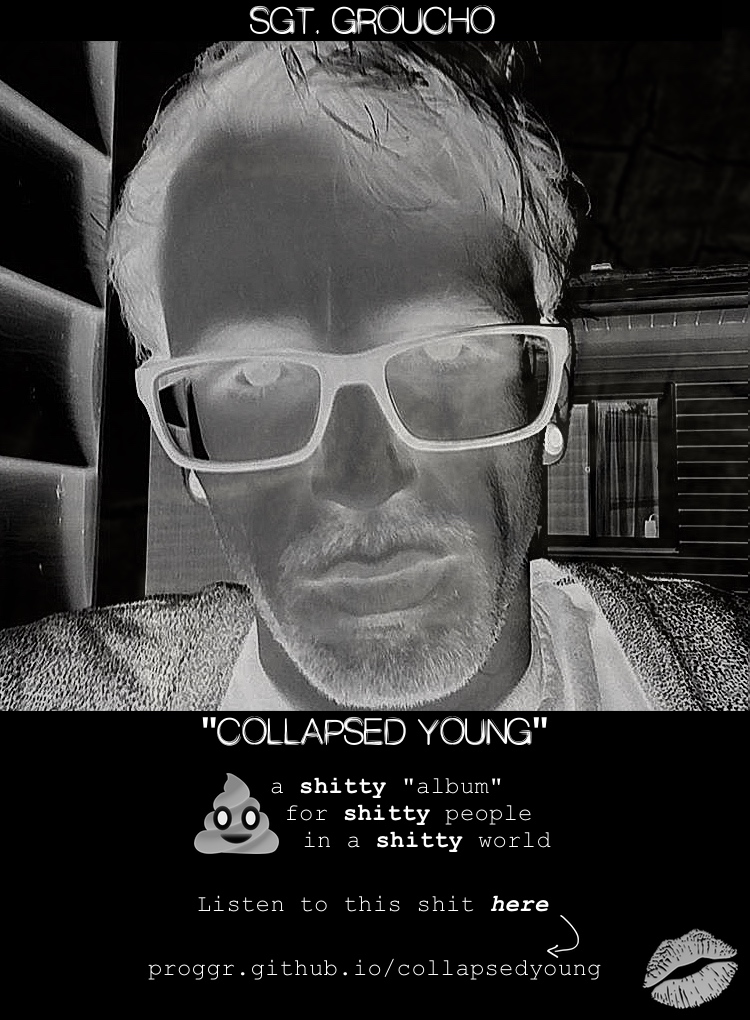 SGT. GROUCHO
"COLLAPSED YOUNG"
a shitty "album"
for shitty people
in a shitty world
Listen to this shit here
proggr.github.io/collapsedyoung